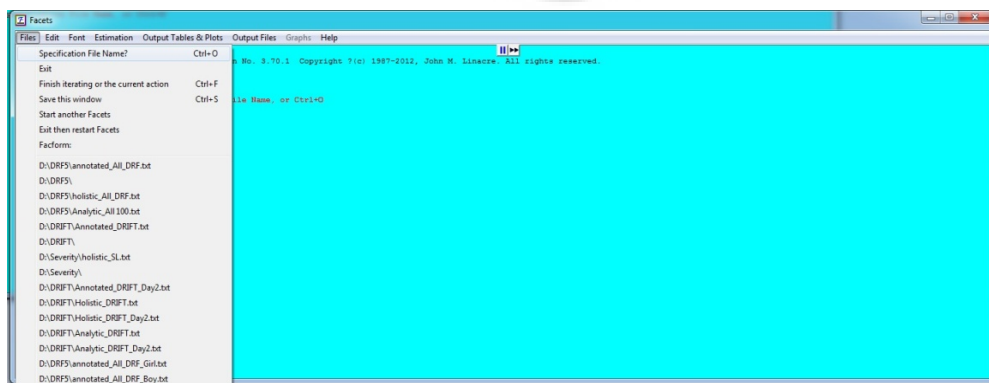 Facets
Files Edit Font Estimation Output Tables & Plots Output Files Graphs Help
Specification File Name? Ctrl+O
n No. 3.70.1 Copyright ?(c) 1987-2012, John M. Linacre. All rights reserved.
Exit
Finish iterating or the current action Ctrl+F
Save this window Ctrl+S
ile Name, or Ctrl+O
Start another Facets
Exit then restart Facets
Facform:
D:\DRF5\annotated_All_DRF.txt
D:\DRF5\
D:\DRF5\holistic_All_DRF.txt
D:\DRF5\Analytic_All 100.txt
D:\DRIFT\Annotated_DRIFT.txt
D:\DRIFT\
D:\Severity\holistic_SL.txt
D:\Severity\
D:\DRIFT\Annotated_DRIFT_Day2.txt
D:\DRIFT\Holistic_DRIFT.txt
D:\DRIFT\Holistic_DRIFT_Day2.txt
D:\DRIFT\Analytic_DRIFT.txt
D:\DRIFT\Analytic_DRIFT_Day2.txt
D:\DRF5\annotated_All_DRF_Girl.txt
D:\DRF5\annotated_All_DRF_Boy.txt